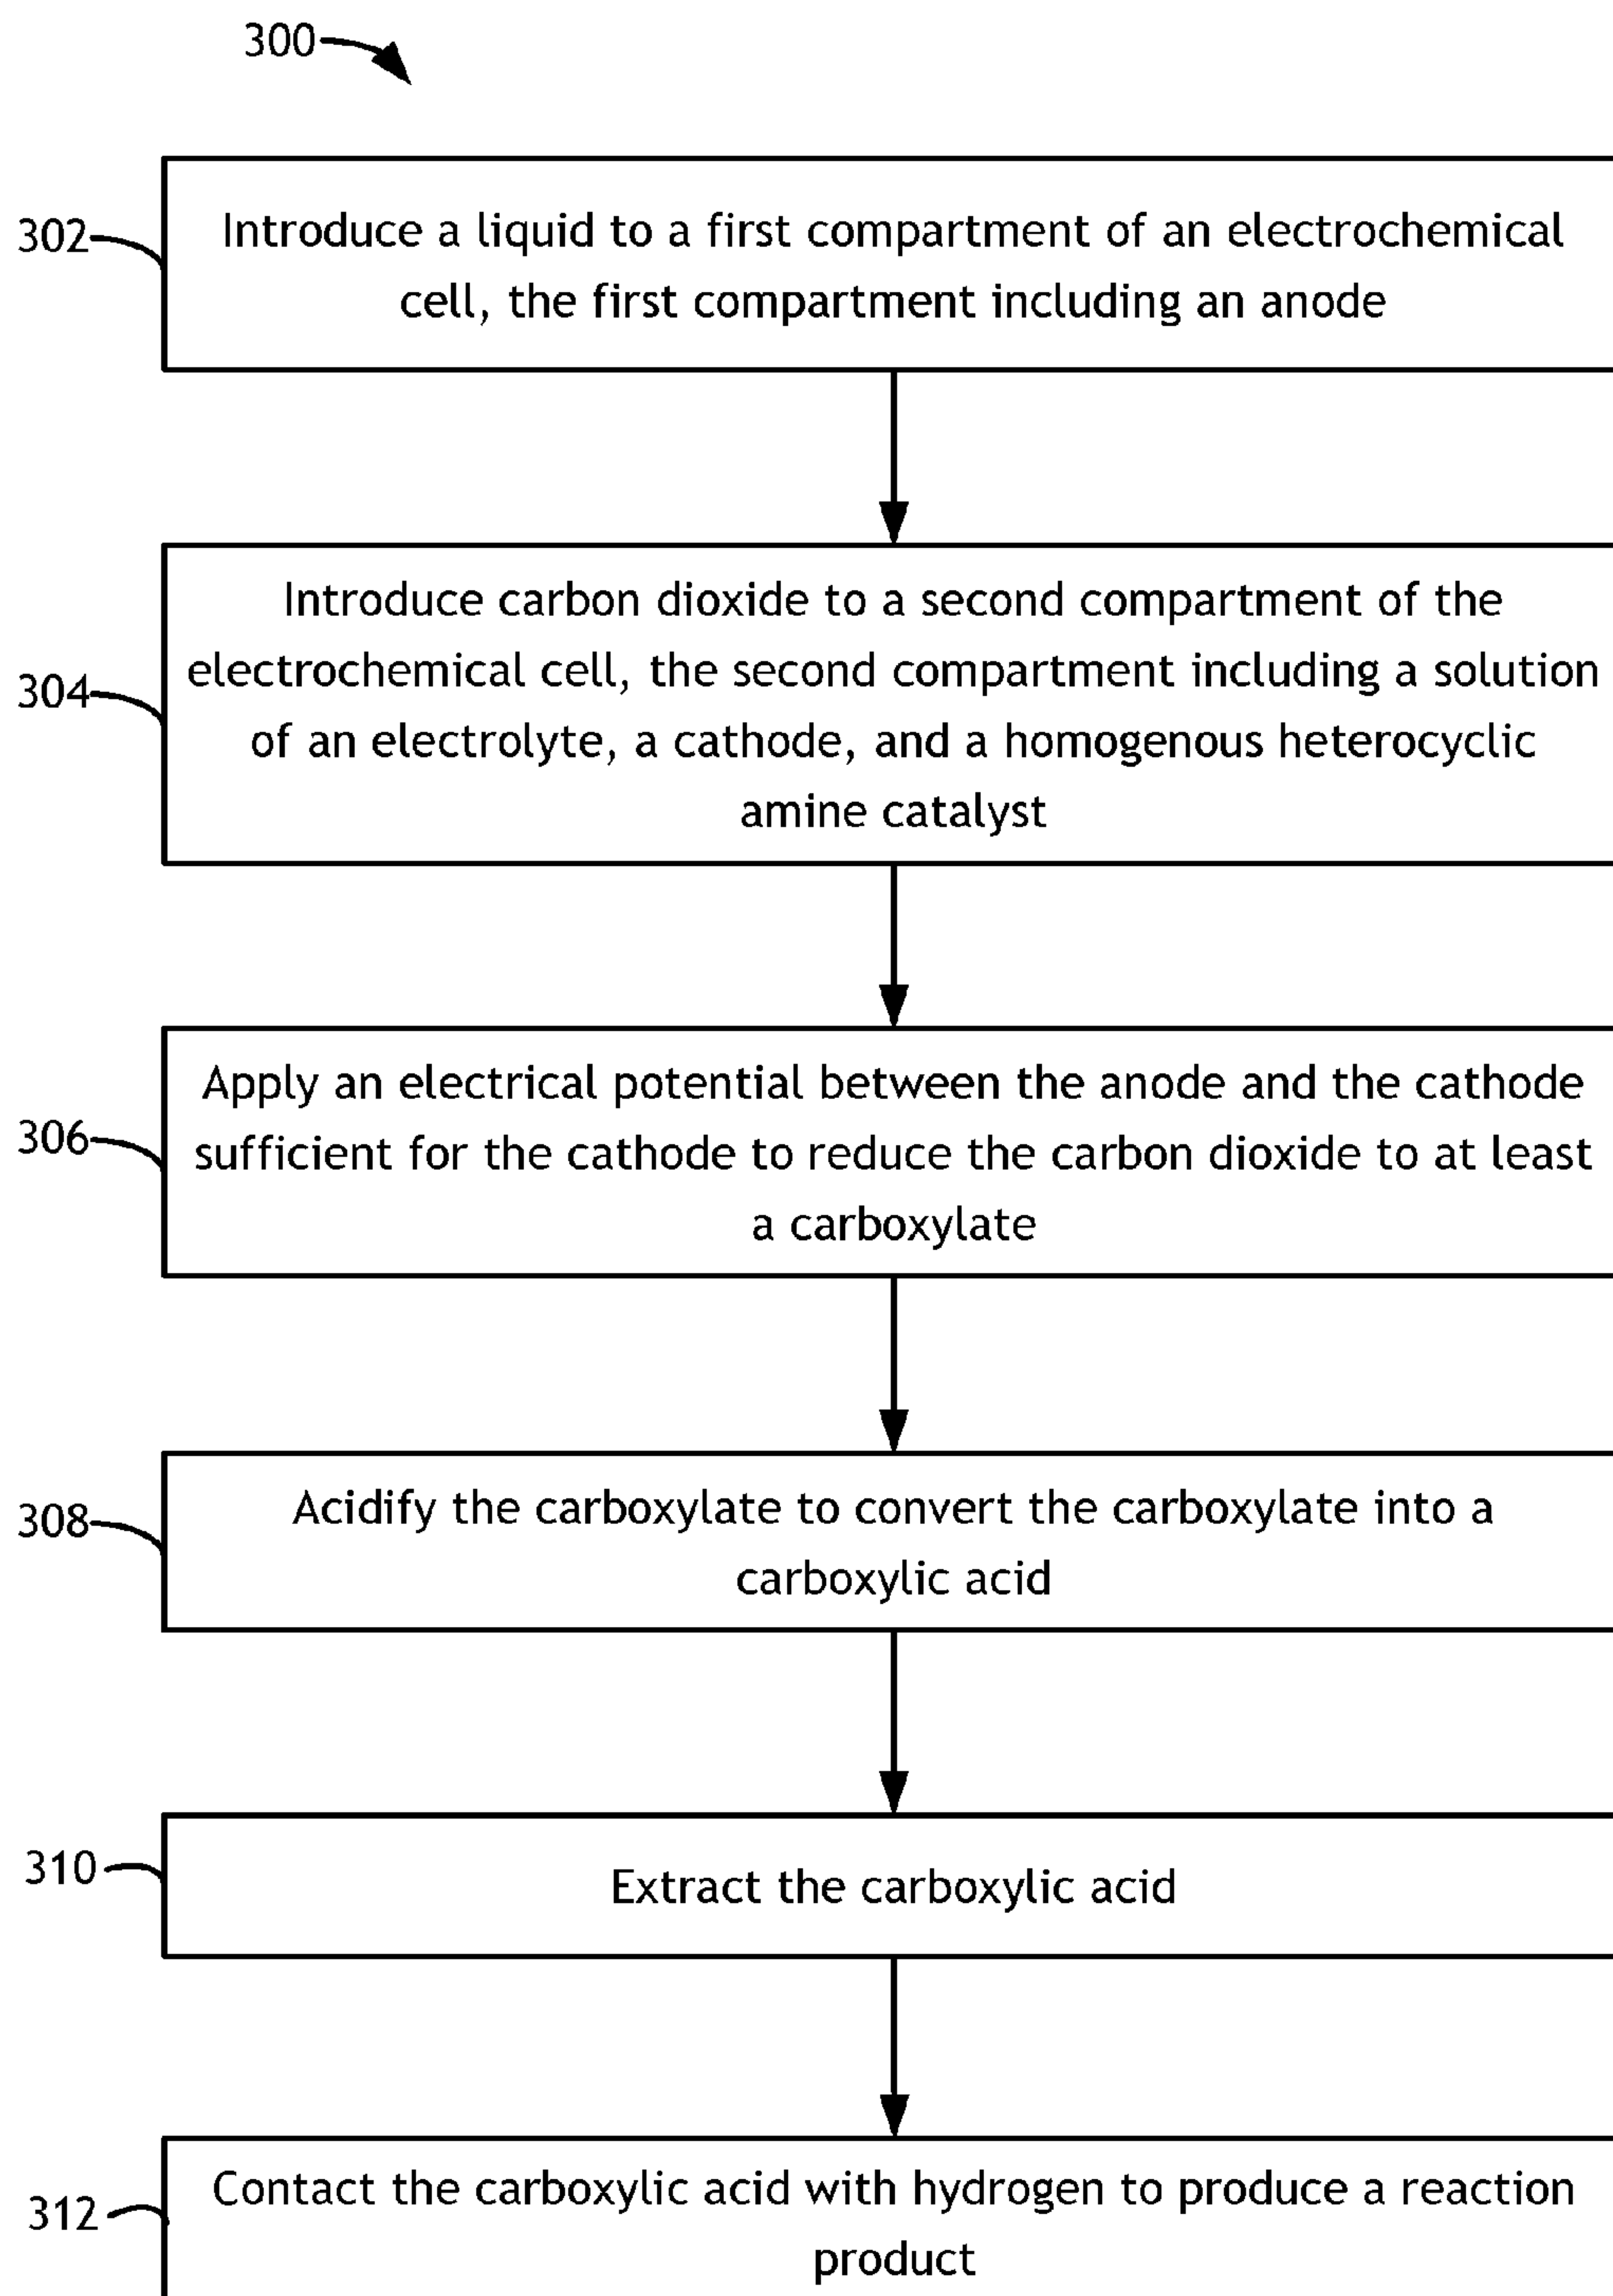 300
302
Introduce a liquid to a first compartment of an electrochemical
cell, the first compartment including an anode
304
Introduce carbon dioxide to a second compartment of the
electrochemical cell, the second compartment including a solution
of an electrolyte, a cathode, and a homogenous heterocyclic
amine catalyst
306
Apply an electrical potential between the anode and the cathode
sufficient for the cathode to reduce the carbon dioxide to at least
a carboxylate
308
Acidify the carboxylate to convert the carboxylate into a
carboxylic acid
310
Extract the carboxylic acid
312
Contact the carboxylic acid with hydrogen to produce a reaction
product